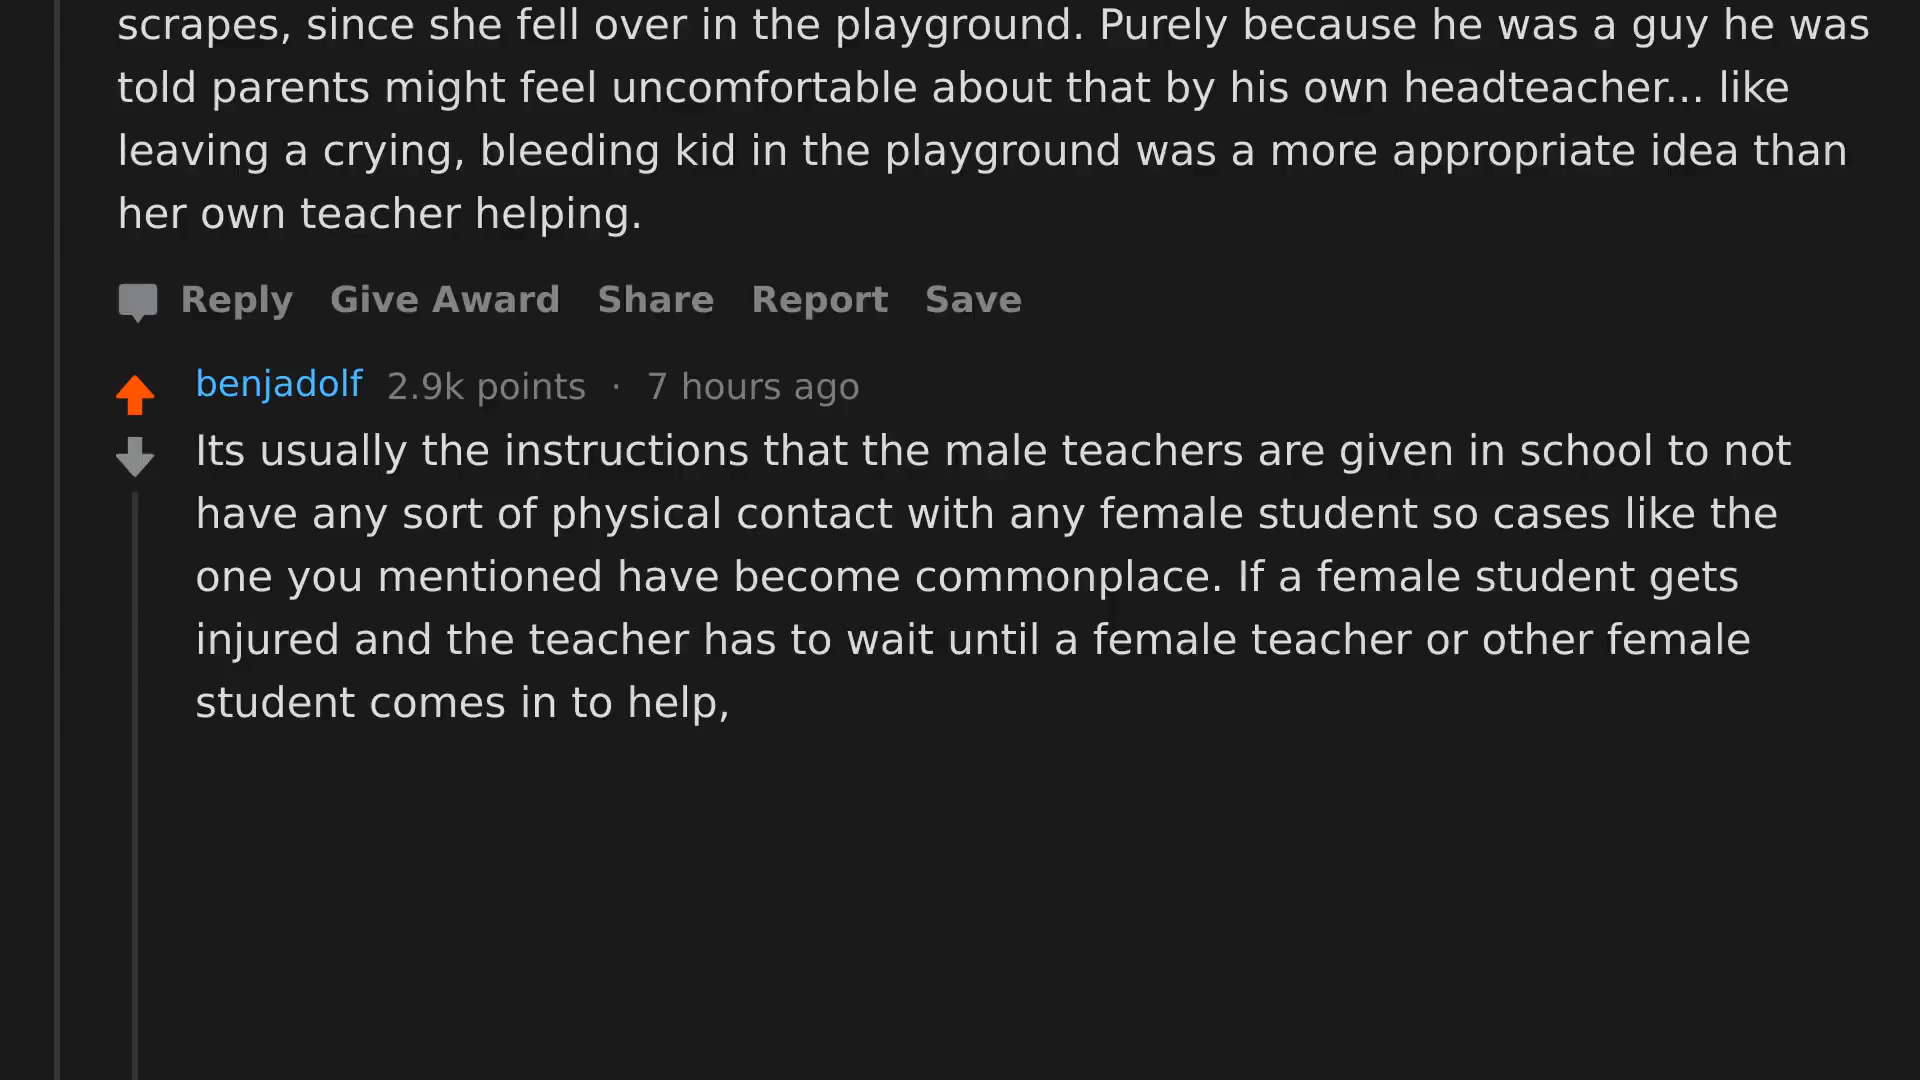 scrapes, since she fell over in the playground. Purely because he was a guy he was
told parents might feel uncomfortable about that by his own headteacher... like
leaving a crying, bleeding kid in the playground was a more appropriate idea than
her own teacher helping.
Reply Give Award Share Report Save
benjadolf 2.9k points · 7 hours ago
Its usually the instructions that the male teachers are given in school to not
have any sort of physical contact with any female student so cases like the
one you mentioned have become commonplace. If a female student gets
injured and the teacher has to wait until a female teacher or other female
student comes in to help,